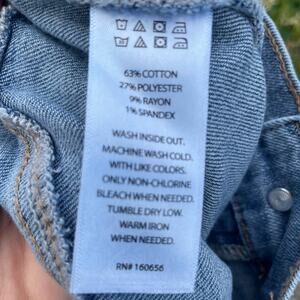 63% COTTON
27% POLYESTER
9% RAYON
1% SPANDEX
WASH INSIDE OUT.
MACHINE WASH COLD.
WITH LIKE COLORS.
ONLY NON-CHLORINE
BLEACH WHEN NEEDED.
TUMBLE DRY LOW.
WARM IRON
WHEN NEEDED.
RN# 160656